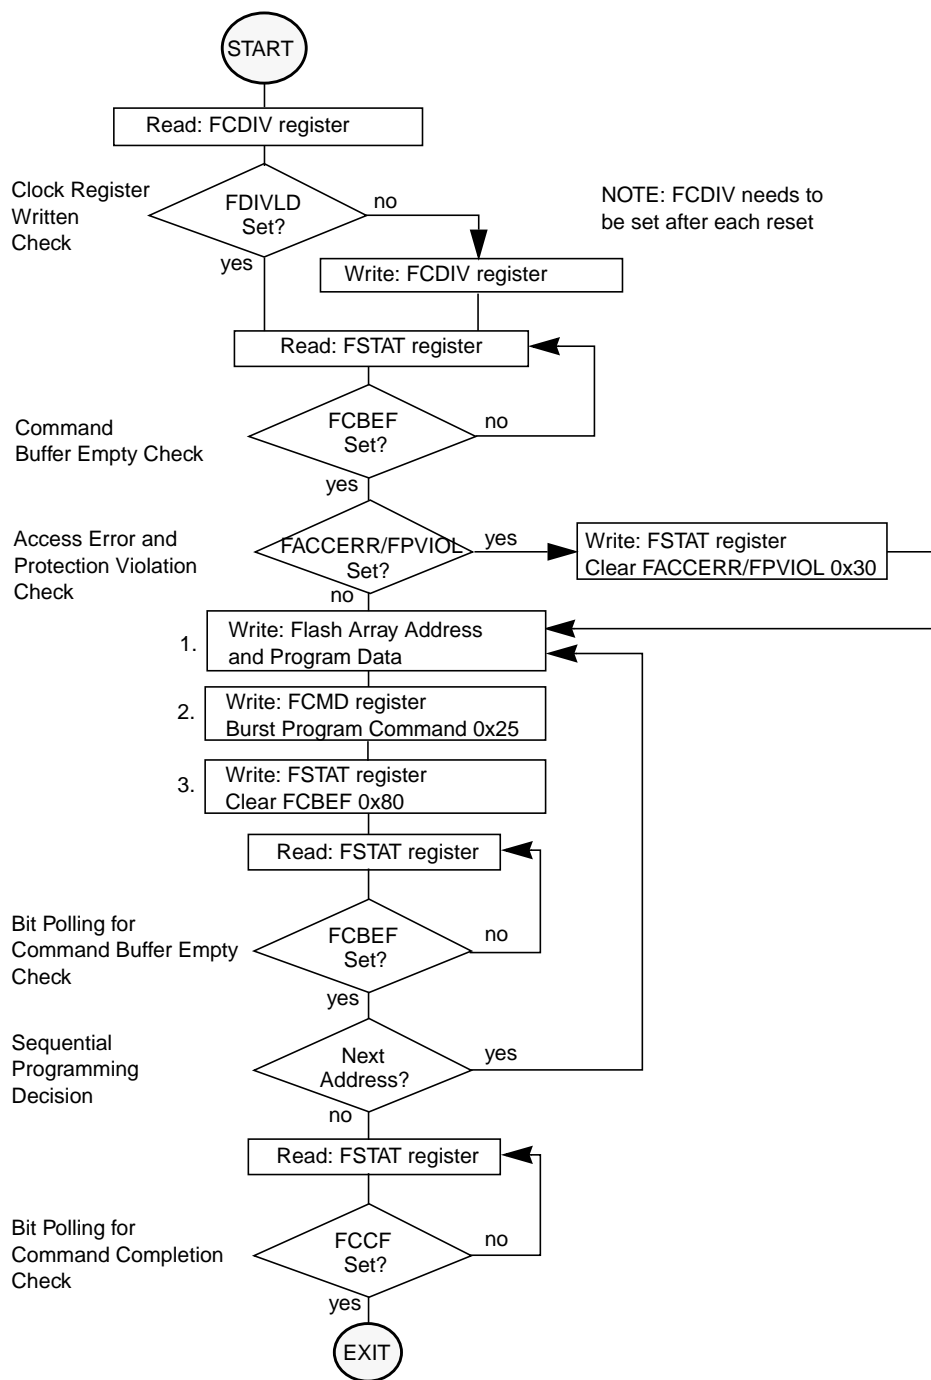 START
Read: FCDIV register
Clock Register
Written
Check
FDIVLD
Set?
no
yes
NOTE: FCDIV needs to
be set after each reset
Write: FCDIV register
Read: FSTAT register
Command
Buffer Empty Check
FCBEF
Set?
no
yes
Access Error and
Protection Violation
Check
FACCERR/FPVIOL
Set?
yes
no
Write: FSTAT register
Clear FACCERR/FPVIOL 0x30
1.
Write: Flash Array Address
and Program Data
2.
Write: FCMD register
Burst Program Command 0x25
3.
Write: FSTAT register
Clear FCBEF 0x80
Read: FSTAT register
Bit Polling for
Command Buffer Empty
Check
FCBEF
Set?
no
yes
Sequential
Programming
Decision
Next
Address?
yes
no
Read: FSTAT register
Bit Polling for
Command Completion
Check
FCCF
Set?
no
yes
EXIT